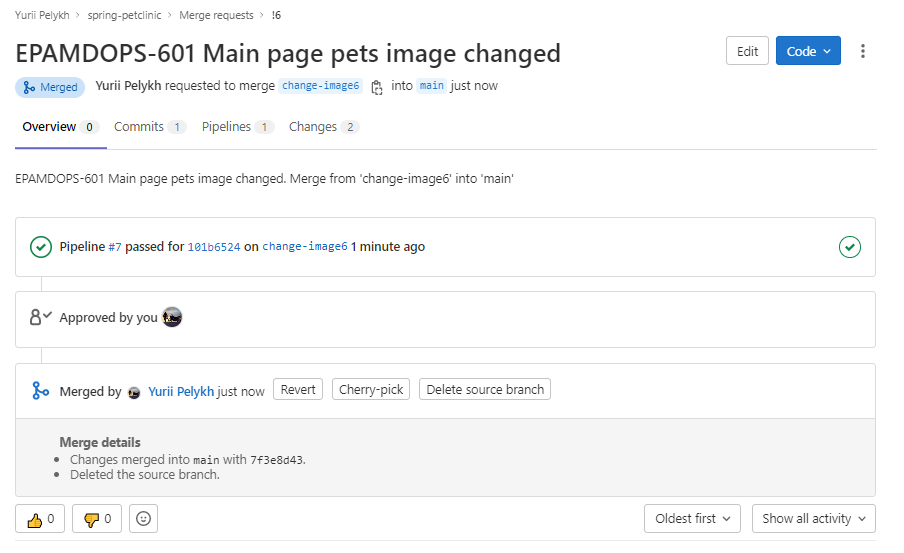 Yurii Pelykh > spring-petclinic > Merge requests > !6
EPAMDOPS-601 Main page pets image changed
Edit
Code
Merged Yurii Pelykh requested to merge change-image6 into main just now
Overview 0 Commits 1 Pipelines 1 Changes 2
EPAMDOPS-601 Main page pets image changed. Merge from 'change-image6' into 'main'
Pipeline #7 passed for 101b6524 on change-image6 1 minute ago
Approved by you
Merged by Yurii Pelykh just now Revert Cherry-pick Delete source branch
Merge details
• Changes merged into main with 7f3e8d43.
• Deleted the source branch.
0 0 Oldest first Show all activity